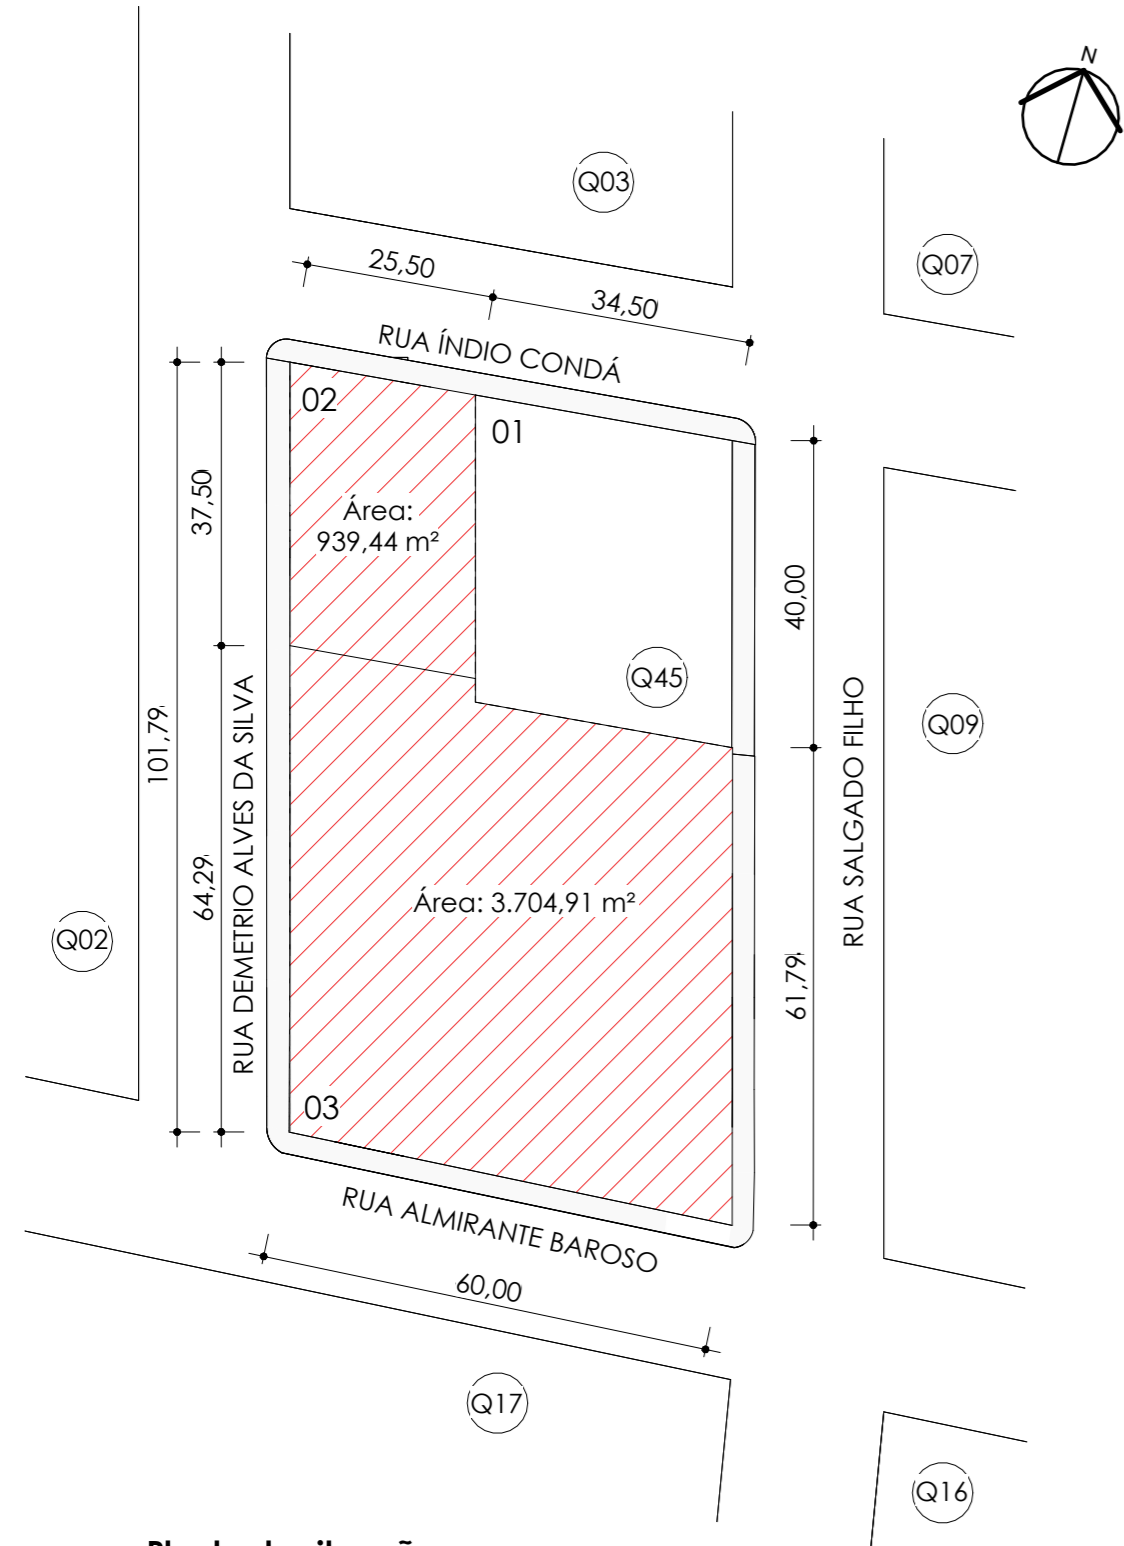 N
Q03
Q07
25,50
34,50
RUA ÍNDIO CONDÁ
02
01
37,50
Área:
939,44 m²
40,00
Q45
101,79
RUA DEMETRIO ALVES DA SILVA
64,29
RUA SALGADO FILHO
Q09
Área: 3.704,91 m²
Q02
61,79
03
RUA ALMIRANTE BAROSO
60,00
Q17
Q16